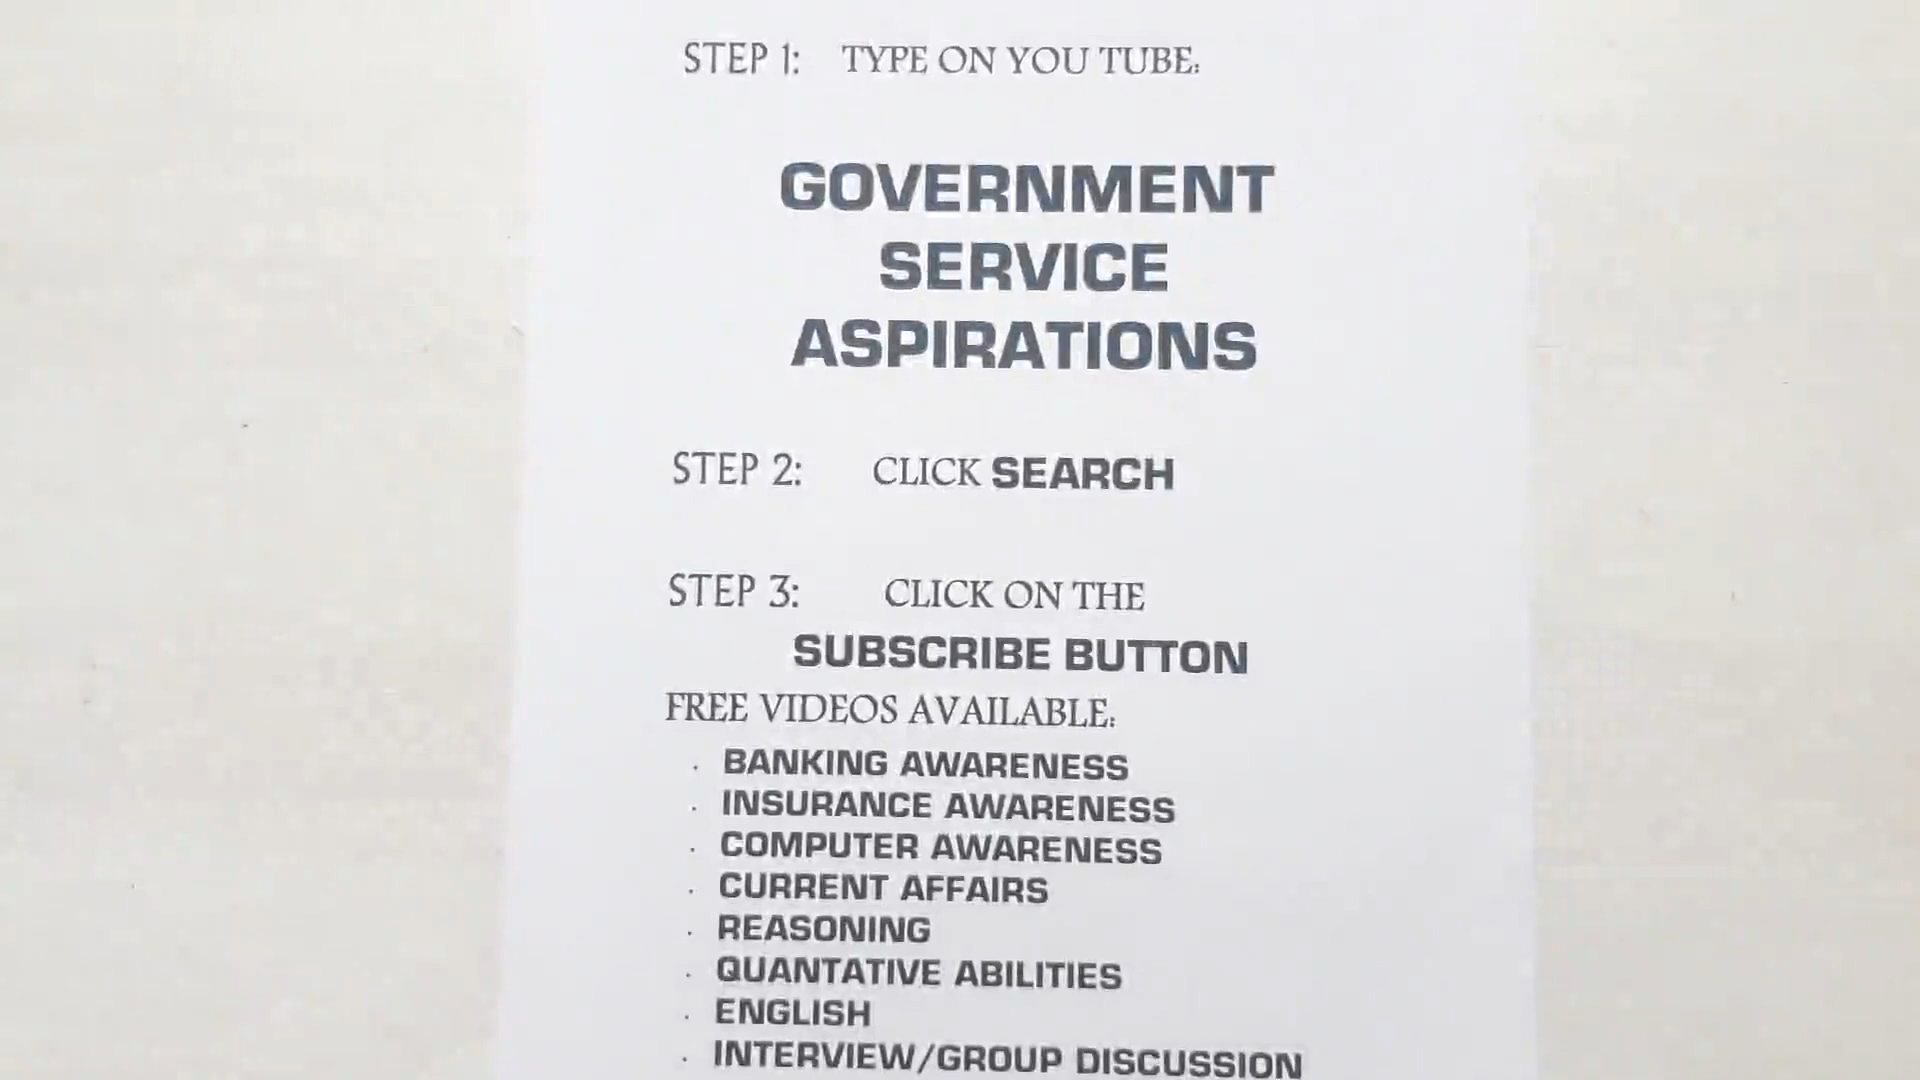 STEP 1: TYPE ON YOU TUBE:
GOVERNMENT
SERVICE
ASPIRATIONS
STEP 2: CLICK SEARCH
STEP 3: CLICK ON THE
SUBSCRIBE BUTTON
FREE VIDEOS AVAILABLE:
· BANKING AWARENESS
· INSURANCE AWARENESS
· COMPUTER AWARENESS
· CURRENT AFFAIRS
· REASONING
· QUANTATIVE ABILITIES
· ENGLISH
· INTERVIEW/GROUP DISCUSSION